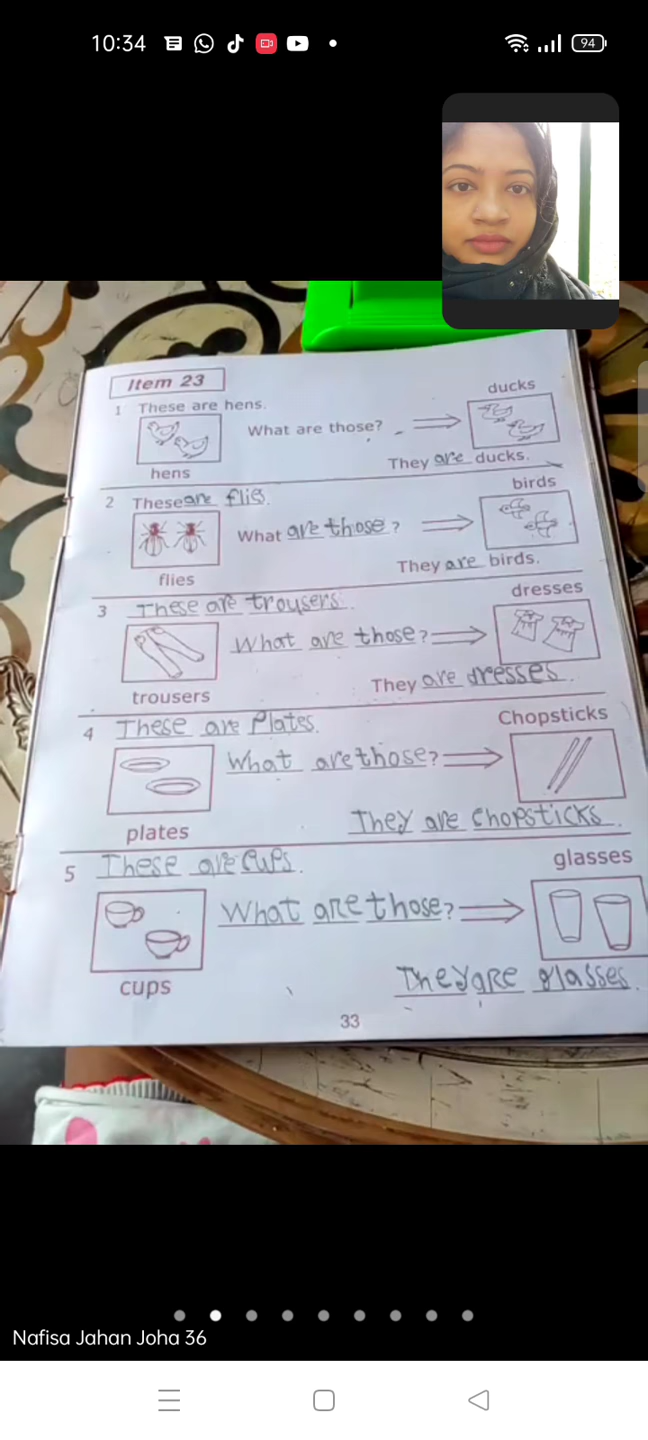 10:34
94
Item 23
ducks
1 These are hens.
What are those?
hens
They are ducks.
birds
2 These are flies.
What are those?
flies
They are birds.
dresses
3 These are trousers.
What are those?
trousers
They are dresses.
Chopsticks
4 These are Plates.
What are those?
plates
They are Chopsticks.
glasses
5 These are Cups.
What are those?
cups
They are glasses.
33
Nafisa Jahan Joha 36